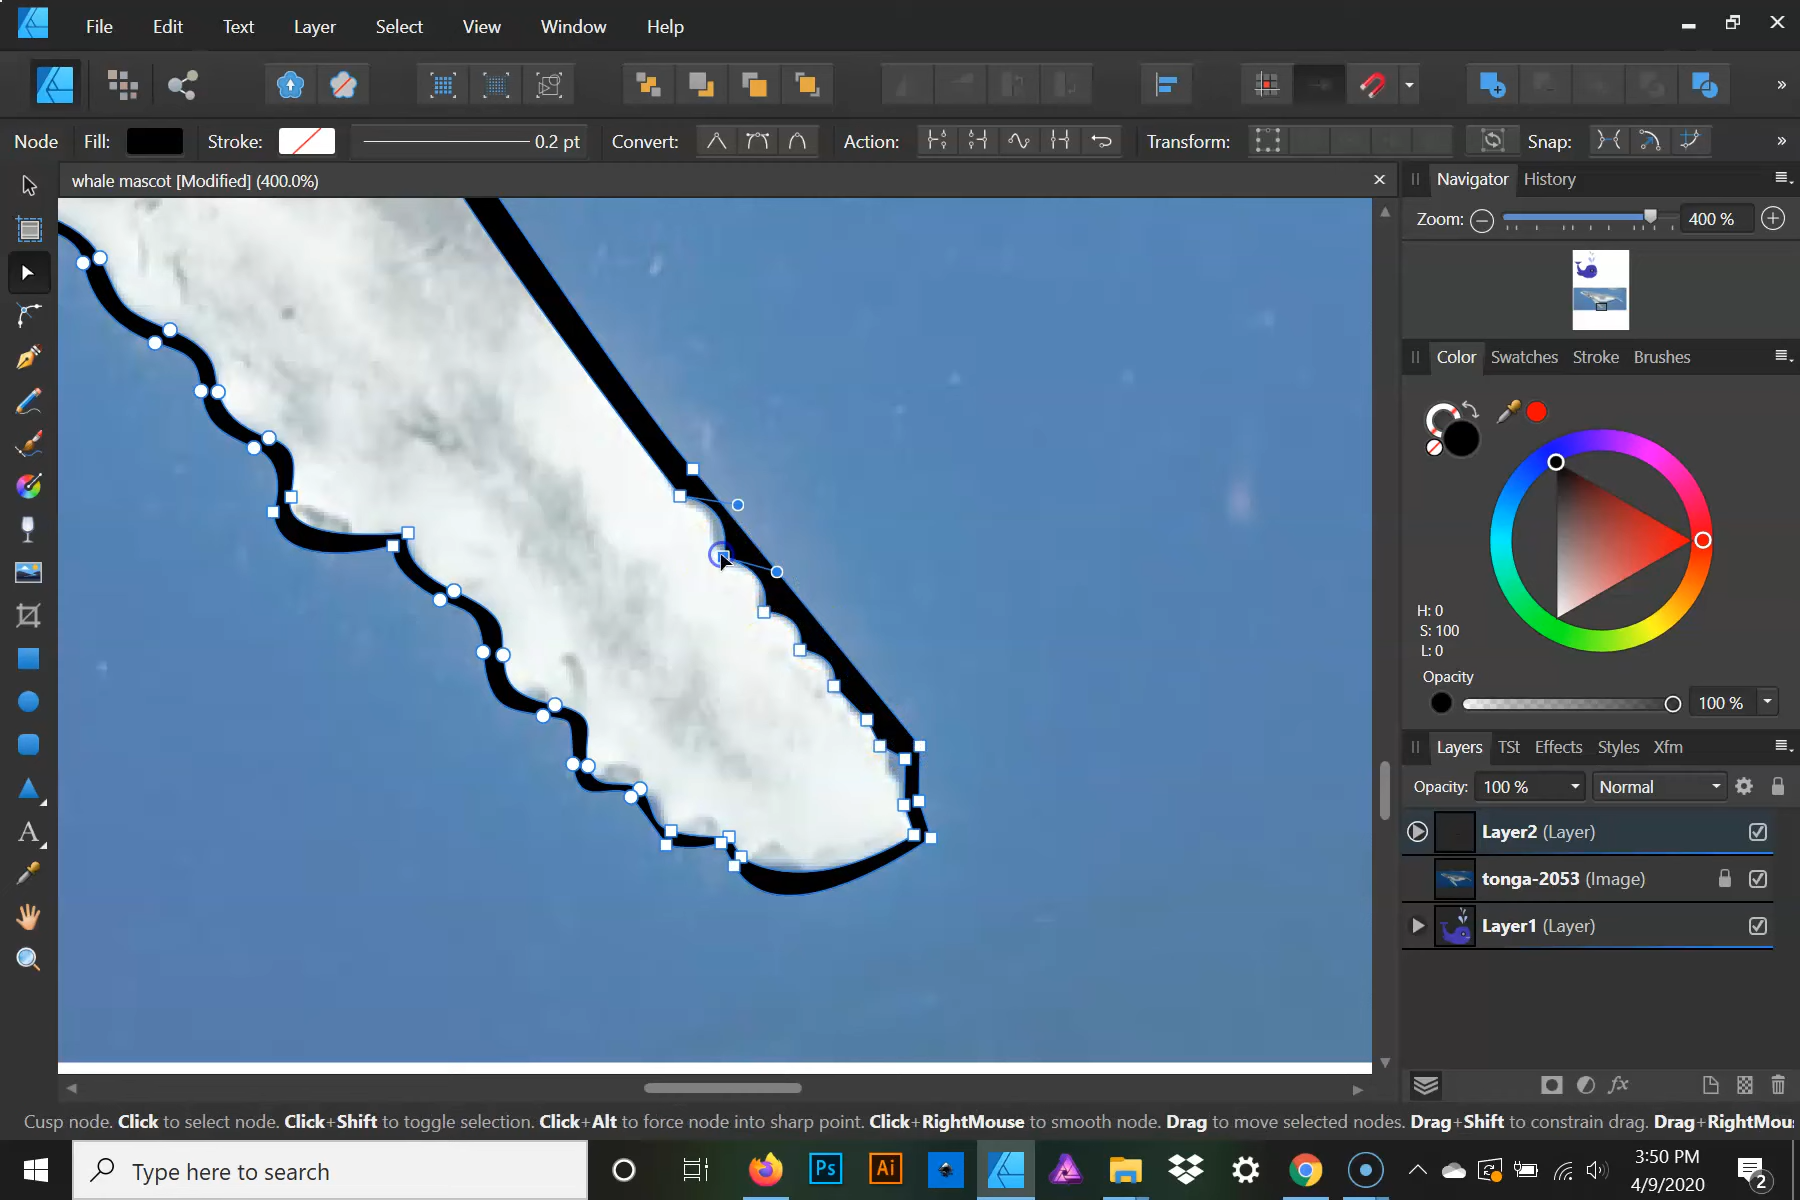 File Edit Text Layer Select View Window Help
Node Fill: Stroke: 0.2 pt Convert: Action: Transform: Snap:
whale mascot [Modified] (400.0%)
Navigator History
Zoom: 400 %
Color Swatches Stroke Brushes
H: 0
S: 100
L: 0
Opacity
100 %
Layers TSt Effects Styles Xfm
Opacity: 100 % Normal
Layer2 (Layer)
tonga-2053 (Image)
Layer1 (Layer)
fx
A
Cusp node. Click to select node. Click+Shift to toggle selection. Click+Alt to force node into sharp point. Click+RightMouse to smooth node. Drag to move selected nodes. Drag+Shift to constrain drag. Drag+RightMou
Type here to search
Ps Ai
3:50 PM
4/9/2020
2